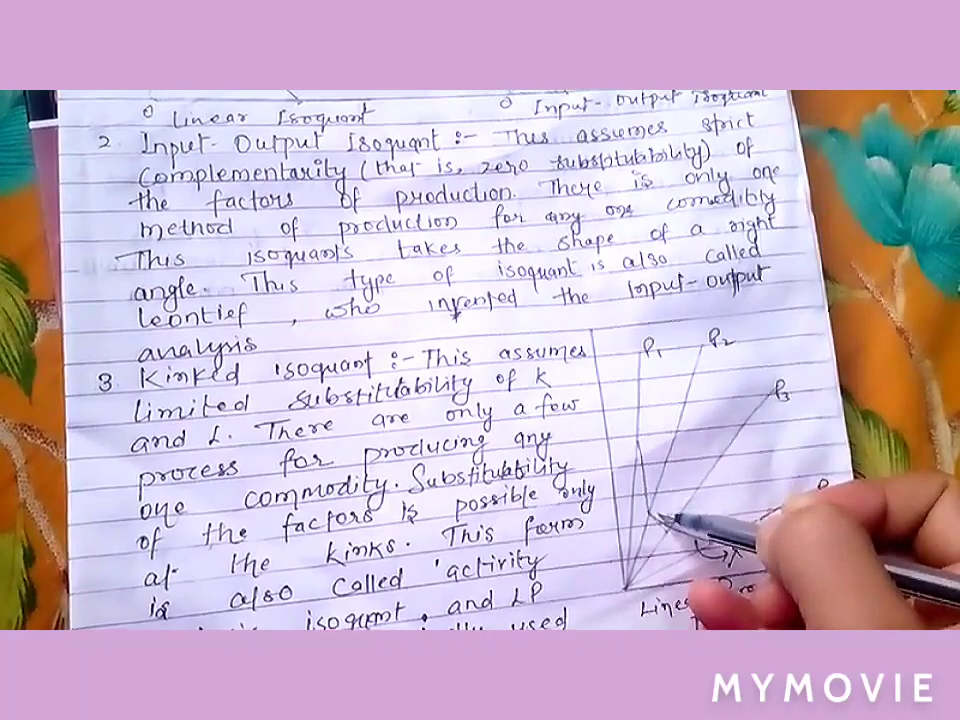 0 Linear Isoquant
0 Input-Output Isoquant
2. Input-Output Isoquant :- This assumes strict
complementarity (that is, zero substitutability) of
the factors of production. There is only one
method of production for any one comodibly
This isoquants takes the shape of a right
angle. This type of isoquant is also called
leontief, who invented the Input-output
analysis
3. Kinked isoquant :- This assumes
limited substitutability of K
and L. There are only a few
process for producing any
one commodity. Substitutability
of the factors is possible only
at the kinks. This form
is also called 'activity
isoquant. and LP
used
P1
P2
P3
P
Lines
MYMOVIE